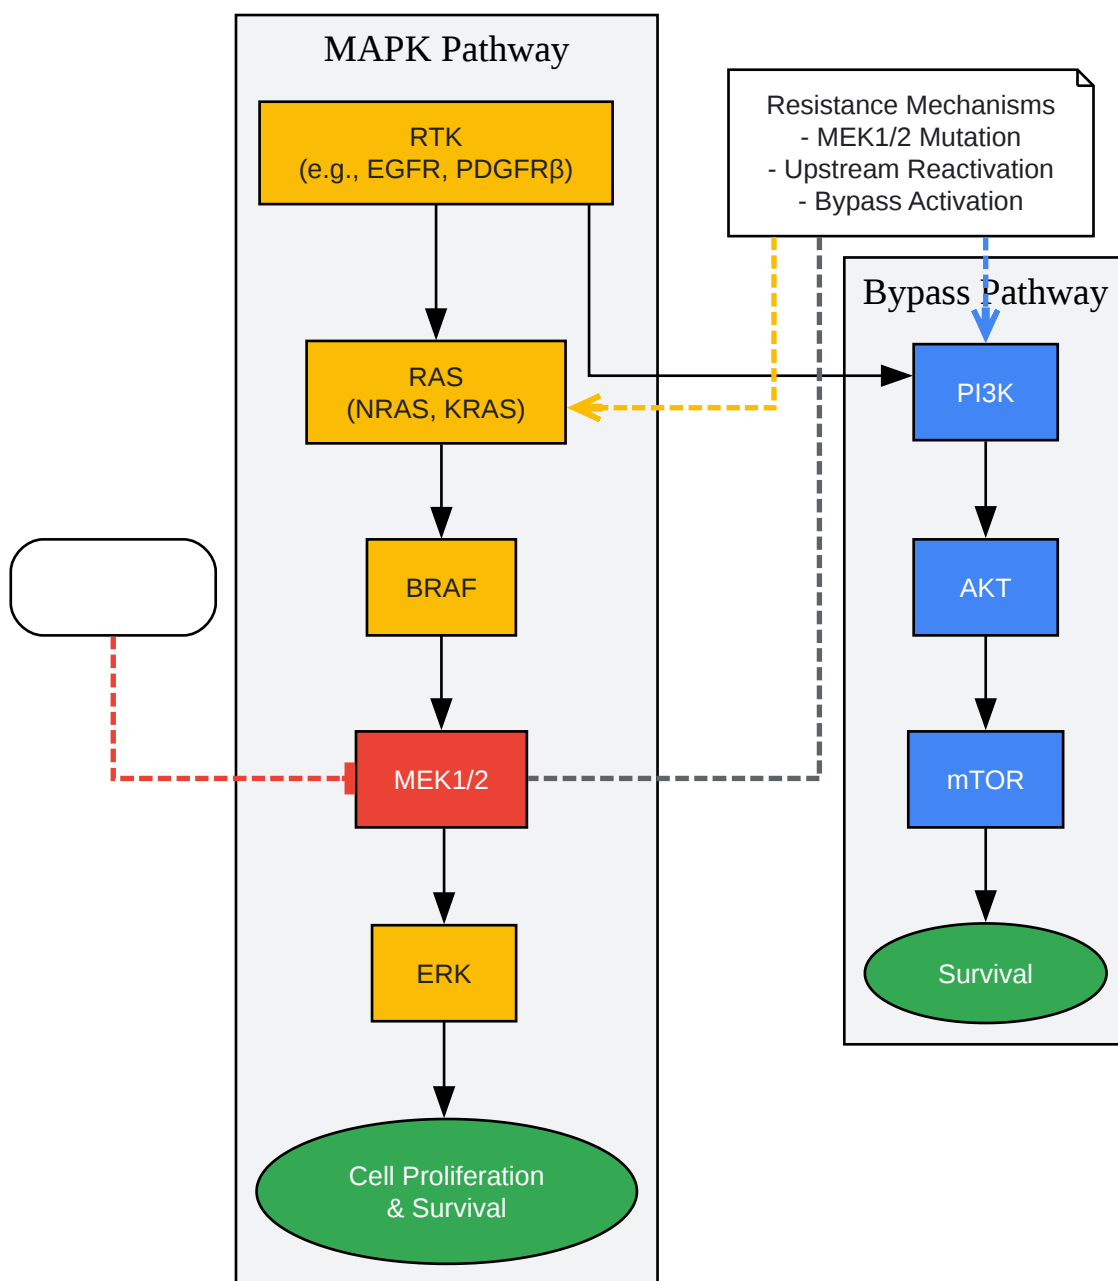 MAPK Pathway
RTK
(e.g., EGFR, PDGFRβ)
Resistance Mechanisms
- MEK1/2 Mutation
- Upstream Reactivation
- Bypass Activation
Bypass Pathway
RAS
(NRAS, KRAS)
PI3K
BRAF
AKT
MEK1/2
mTOR
ERK
Survival
Cell Proliferation
& Survival